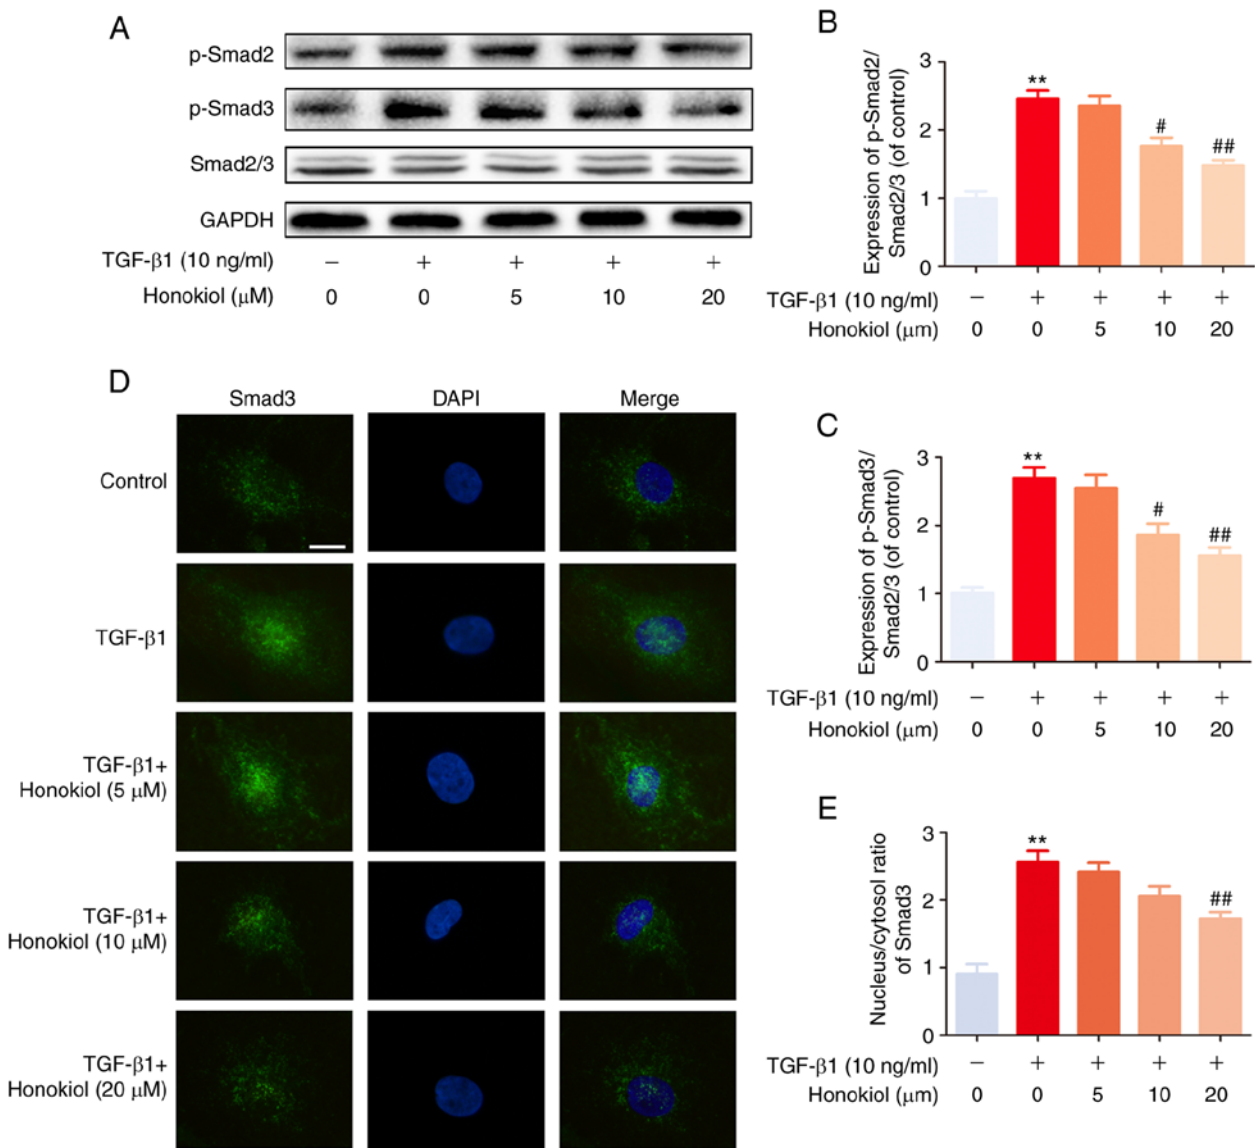 A
p-Smad2
p-Smad3
Smad2/3
GAPDH
TGF-β1 (10 ng/ml) − + + + +
Honokiol (μM) 0 0 5 10 20
B
Expression of p-Smad2/
Smad2/3 (of control)
3
2
1
0
**
#
##
TGF-β1 (10 ng/ml) − + + + +
Honokiol (μm) 0 0 5 10 20
D
Smad3 DAPI Merge
Control
TGF-β1
TGF-β1+
Honokiol (5 μM)
TGF-β1+
Honokiol (10 μM)
TGF-β1+
Honokiol (20 μM)
C
Expression of p-Smad3/
Smad2/3 (of control)
3
2
1
0
**
#
##
TGF-β1 (10 ng/ml) − + + + +
Honokiol (μm) 0 0 5 10 20
E
Nucleus/cytosol ratio
of Smad3
3
2
1
0
**
##
TGF-β1 (10 ng/ml) − + + + +
Honokiol (μm) 0 0 5 10 20